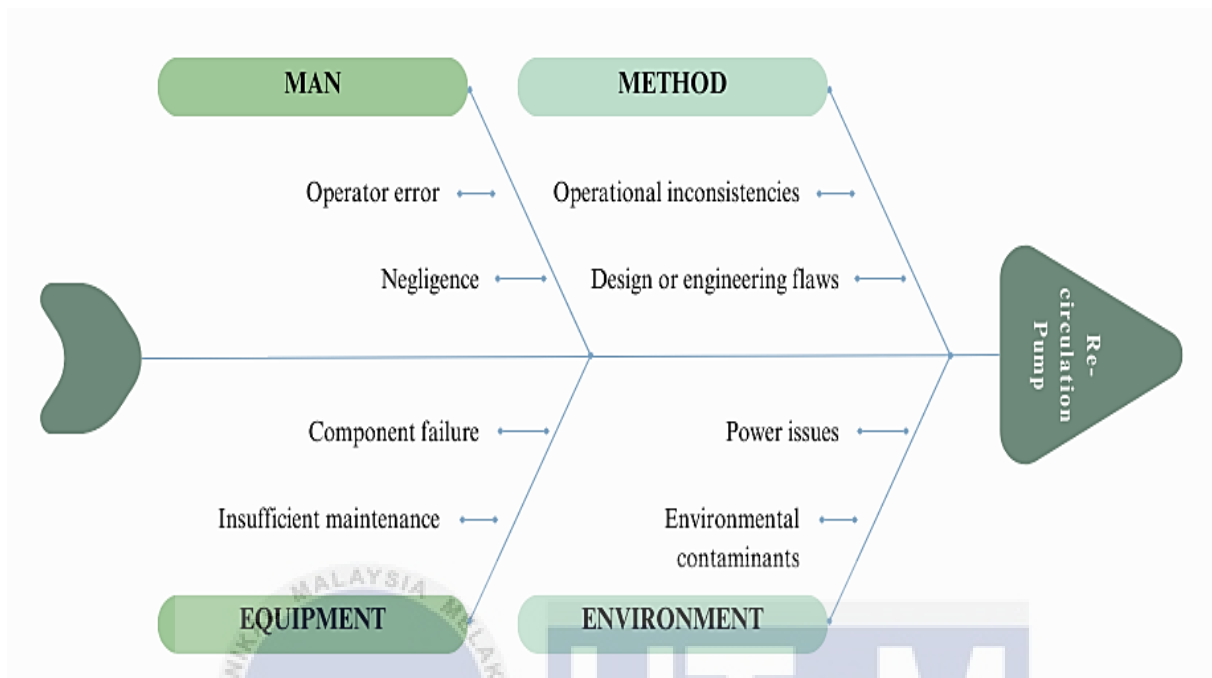 MAN
METHOD
Operator error
Operational inconsistencies
Negligence
Design or engineering flaws
Re-
circulation
Pump
Component failure
Power issues
Insufficient maintenance
Environmental
contaminants
EQUIPMENT
ENVIRONMENT
MALAYSIA